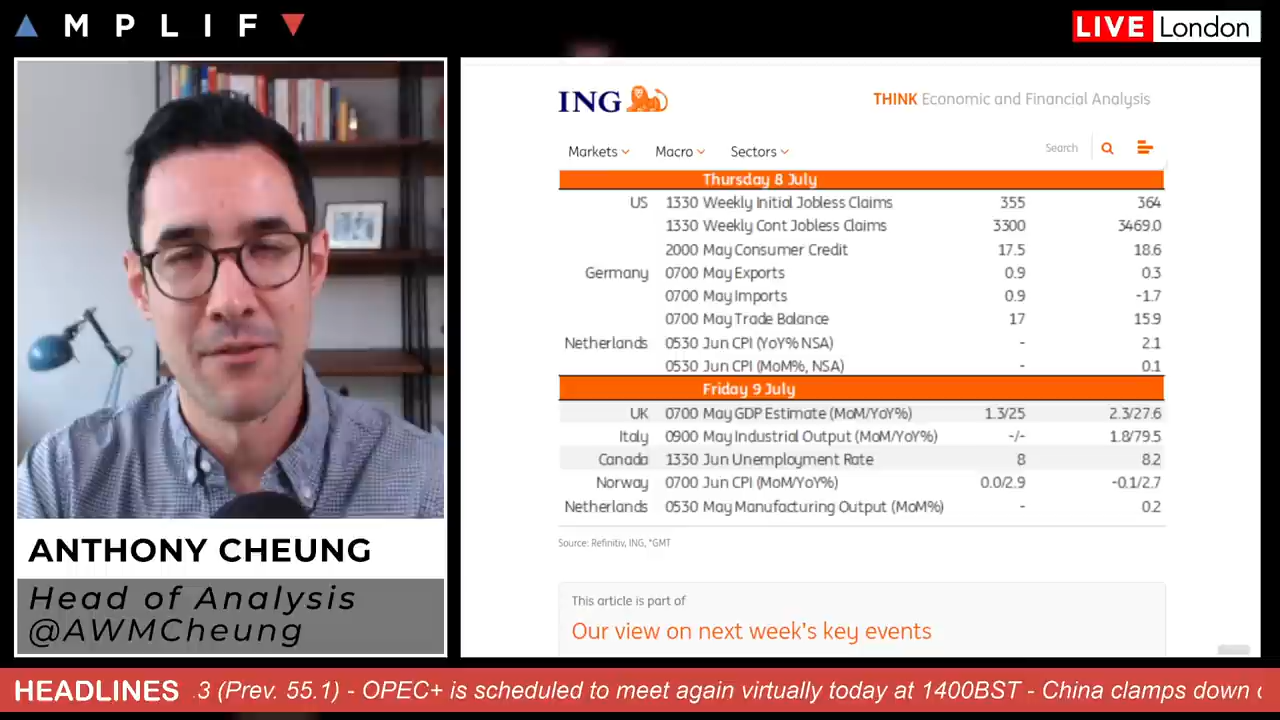 AMPLIFY
LIVE London
ING
THINK Economic and Financial Analysis
Markets Macro Sectors Search
Thursday 8 July
US 1330 Weekly Initial Jobless Claims 355 364
1330 Weekly Cont Jobless Claims 3300 3469.0
2000 May Consumer Credit 17.5 18.6
Germany 0700 May Exports 0.9 0.3
0700 May Imports 0.9 -1.7
0700 May Trade Balance 17 15.9
Netherlands 0530 Jun CPI (YoY% NSA) - 2.1
0530 Jun CPI (MoM%, NSA) - 0.1
Friday 9 July
UK 0700 May GDP Estimate (MoM/YoY%) 1.3/25 2.3/27.6
Italy 0900 May Industrial Output (MoM/YoY%) -/- 1.8/79.5
Canada 1330 Jun Unemployment Rate 8 8.2
Norway 0700 Jun CPI (MoM/YoY%) 0.0/2.9 -0.1/2.7
Netherlands 0530 May Manufacturing Output (MoM%) - 0.2
Source: Refinitiv, ING, *GMT
This article is part of
Our view on next week's key events
ANTHONY CHEUNG
Head of Analysis
@AWMCheung
HEADLINES .3 (Prev. 55.1) - OPEC+ is scheduled to meet again virtually today at 1400BST - China clamps down